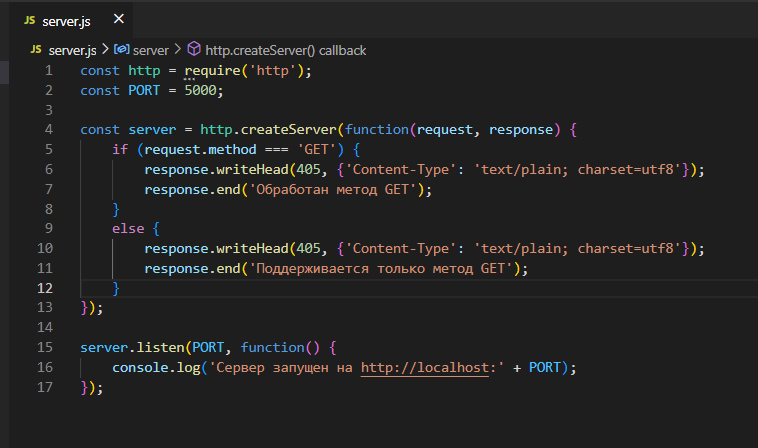 JS server.js ×
JS server.js > server > http.createServer() callback
1 const http = require('http');
2 const PORT = 5000;
3
4 const server = http.createServer(function(request, response) {
5     if (request.method === 'GET') {
6         response.writeHead(405, {'Content-Type': 'text/plain; charset=utf8'});
7         response.end('Обработан метод GET');
8     }
9     else {
10         response.writeHead(405, {'Content-Type': 'text/plain; charset=utf8'});
11         response.end('Поддерживается только метод GET');
12     }
13 });
14
15 server.listen(PORT, function() {
16     console.log('Сервер запущен на http://localhost:' + PORT);
17 });